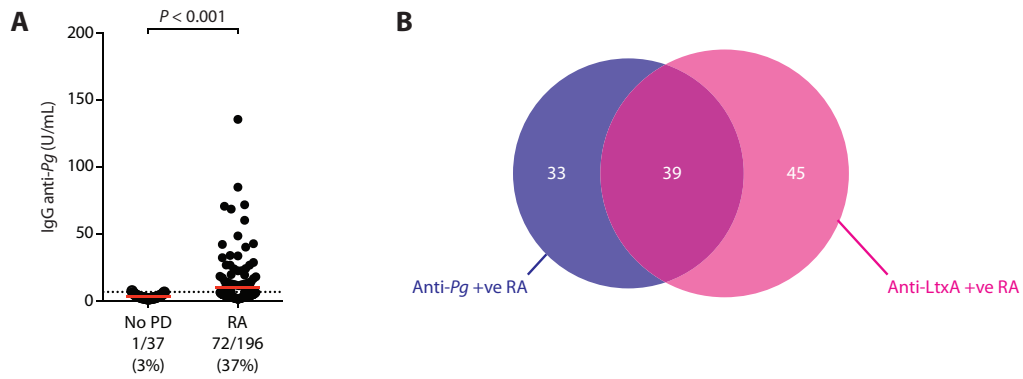 A
P < 0.001
IgG anti-Pg (U/mL)
200
150
100
50
0
No PD
1/37
(3%)
RA
72/196
(37%)
B
33
39
45
Anti-Pg +ve RA
Anti-LtxA +ve RA